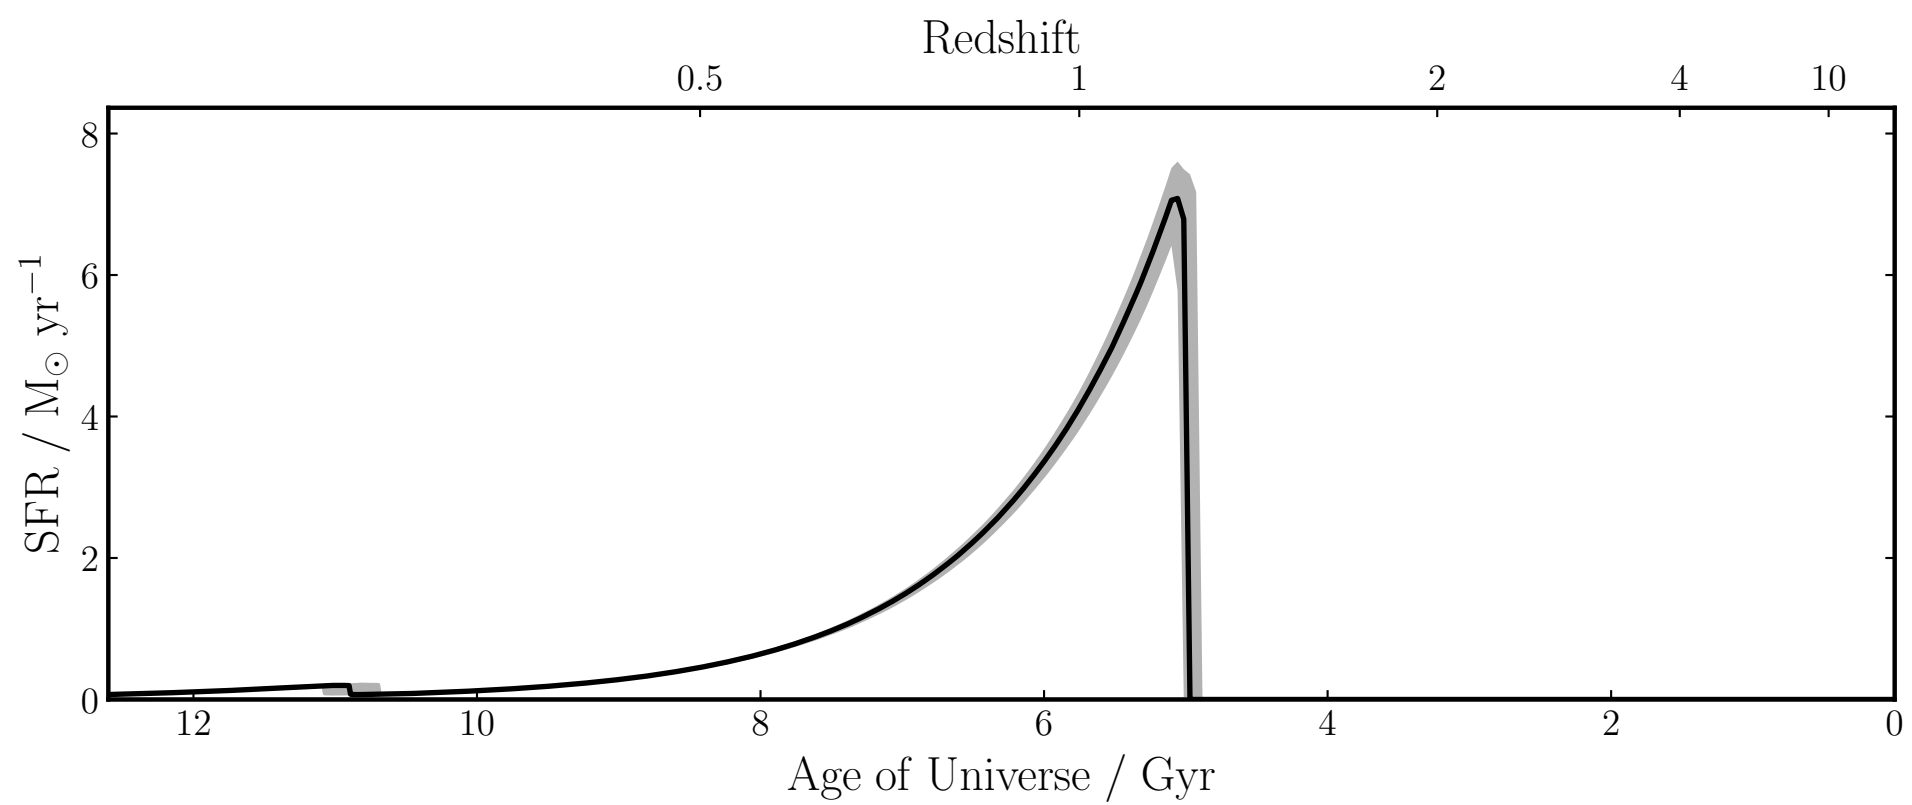 Redshift
0.5 1 2 4 10
8
6
4
2
0
SFR / M⊙ yr⁻¹
12 10 8 6 4 2 0
Age of Universe / Gyr